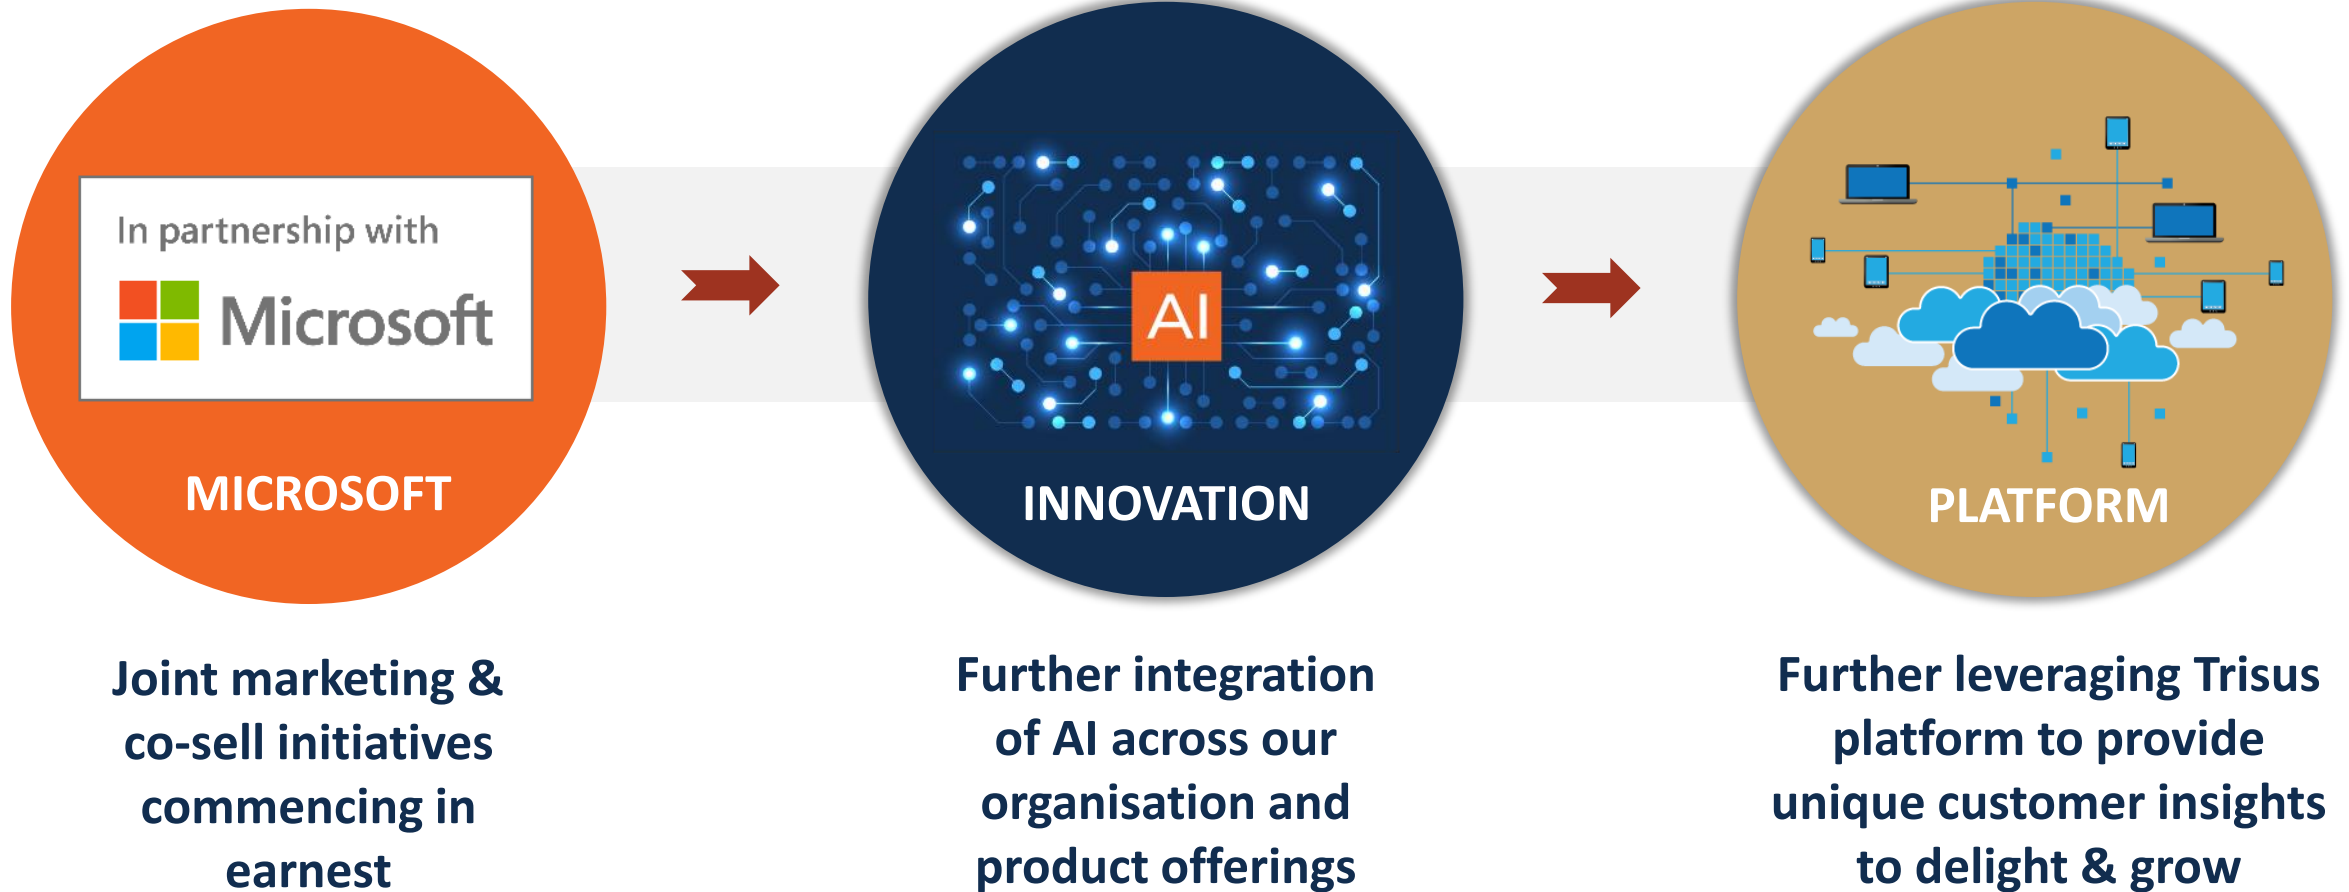 In partnership with
Microsoft
MICROSOFT
Joint marketing &
co-sell initiatives
commencing in
earnest
AI
INNOVATION
Further integration
of AI across our
organisation and
product offerings
PLATFORM
Further leveraging Trisus
platform to provide
unique customer insights
to delight & grow